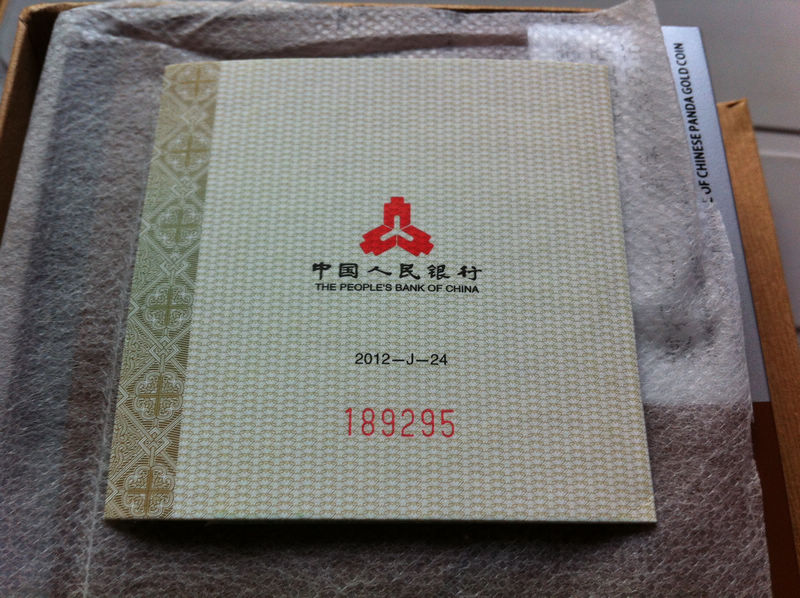 中国人民银行
THE PEOPLE'S BANK OF CHINA
2012-J-24
189295
OF CHINESE PANDA GOLD COIN